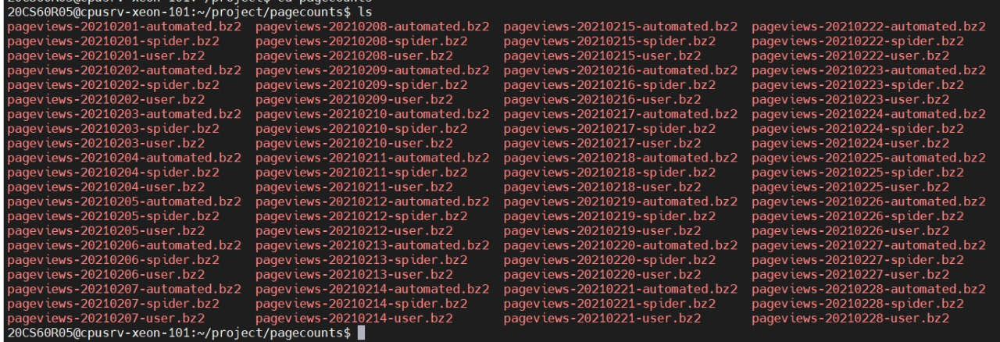 20CS60R05@cpusrv-xeon-101:~/project$ cd pagecounts
20CS60R05@cpusrv-xeon-101:~/project/pagecounts$ ls
pageviews-20210201-automated.bz2 pageviews-20210208-automated.bz2 pageviews-20210215-automated.bz2 pageviews-20210222-automated.bz2
pageviews-20210201-spider.bz2 pageviews-20210208-spider.bz2 pageviews-20210215-spider.bz2 pageviews-20210222-spider.bz2
pageviews-20210201-user.bz2 pageviews-20210208-user.bz2 pageviews-20210215-user.bz2 pageviews-20210222-user.bz2
pageviews-20210202-automated.bz2 pageviews-20210209-automated.bz2 pageviews-20210216-automated.bz2 pageviews-20210223-automated.bz2
pageviews-20210202-spider.bz2 pageviews-20210209-spider.bz2 pageviews-20210216-spider.bz2 pageviews-20210223-spider.bz2
pageviews-20210202-user.bz2 pageviews-20210209-user.bz2 pageviews-20210216-user.bz2 pageviews-20210223-user.bz2
pageviews-20210203-automated.bz2 pageviews-20210210-automated.bz2 pageviews-20210217-automated.bz2 pageviews-20210224-automated.bz2
pageviews-20210203-spider.bz2 pageviews-20210210-spider.bz2 pageviews-20210217-spider.bz2 pageviews-20210224-spider.bz2
pageviews-20210203-user.bz2 pageviews-20210210-user.bz2 pageviews-20210217-user.bz2 pageviews-20210224-user.bz2
pageviews-20210204-automated.bz2 pageviews-20210211-automated.bz2 pageviews-20210218-automated.bz2 pageviews-20210225-automated.bz2
pageviews-20210204-spider.bz2 pageviews-20210211-spider.bz2 pageviews-20210218-spider.bz2 pageviews-20210225-spider.bz2
pageviews-20210204-user.bz2 pageviews-20210211-user.bz2 pageviews-20210218-user.bz2 pageviews-20210225-user.bz2
pageviews-20210205-automated.bz2 pageviews-20210212-automated.bz2 pageviews-20210219-automated.bz2 pageviews-20210226-automated.bz2
pageviews-20210205-spider.bz2 pageviews-20210212-spider.bz2 pageviews-20210219-spider.bz2 pageviews-20210226-spider.bz2
pageviews-20210205-user.bz2 pageviews-20210212-user.bz2 pageviews-20210219-user.bz2 pageviews-20210226-user.bz2
pageviews-20210206-automated.bz2 pageviews-20210213-automated.bz2 pageviews-20210220-automated.bz2 pageviews-20210227-automated.bz2
pageviews-20210206-spider.bz2 pageviews-20210213-spider.bz2 pageviews-20210220-spider.bz2 pageviews-20210227-spider.bz2
pageviews-20210206-user.bz2 pageviews-20210213-user.bz2 pageviews-20210220-user.bz2 pageviews-20210227-user.bz2
pageviews-20210207-automated.bz2 pageviews-20210214-automated.bz2 pageviews-20210221-automated.bz2 pageviews-20210228-automated.bz2
pageviews-20210207-spider.bz2 pageviews-20210214-spider.bz2 pageviews-20210221-spider.bz2 pageviews-20210228-spider.bz2
pageviews-20210207-user.bz2 pageviews-20210214-user.bz2 pageviews-20210221-user.bz2 pageviews-20210228-user.bz2
20CS60R05@cpusrv-xeon-101:~/project/pagecounts$